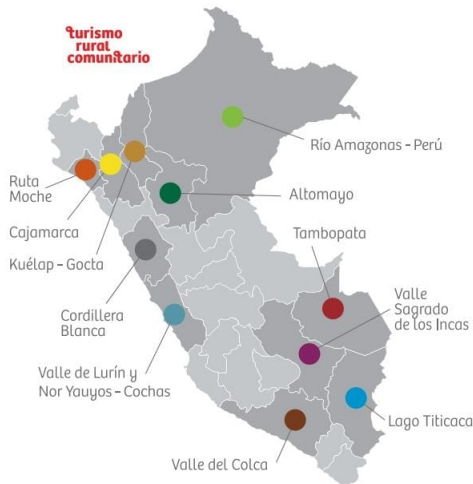 turismo
rural
comunitario
Río Amazonas - Perú
Ruta
Moche
Altomayo
Cajamarca
Tambopata
Kuélap - Gocta
Valle
Sagrado
de los Incas
Cordillera
Blanca
Valle de Lurín y
Nor Yauyos - Cochas
Lago Titicaca
Valle del Colca